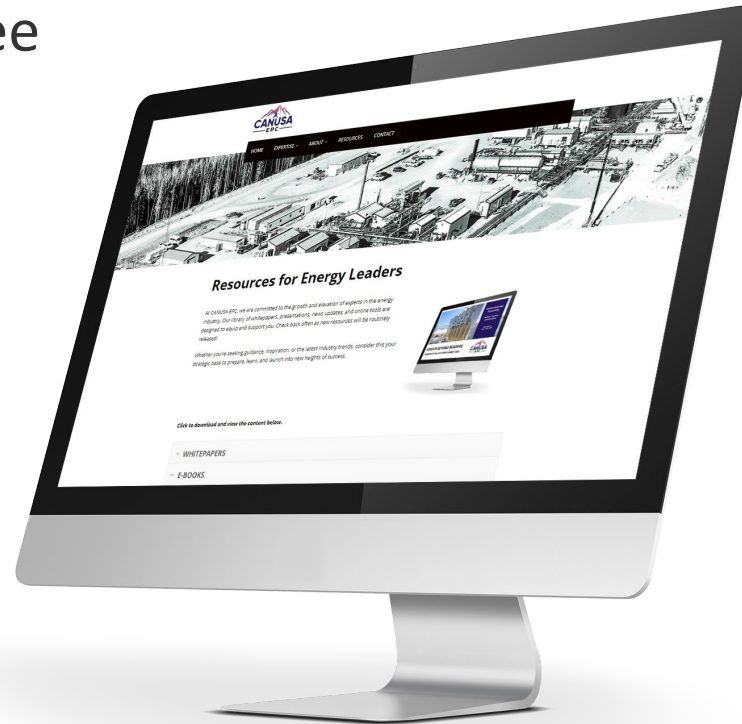 ee
CANUSA
EPC
HOME EXPERTISE ABOUT RESOURCES CONTACT
Resources for Energy Leaders
At CANUSA EPC, we are committed to the growth and elevation of experts in the energy
industry. Our library of whitepapers, presentations, news updates, and online tools are
designed to equip and support you. Check back often as new resources will be routinely
released!
Whether you're seeking guidance, inspiration, or the latest industry trends, consider this your
strategic base to prepare, learn, and launch into new heights of success.
CANUSA
Click to download and view the content below.
WHITEPAPERS
E-BOOKS